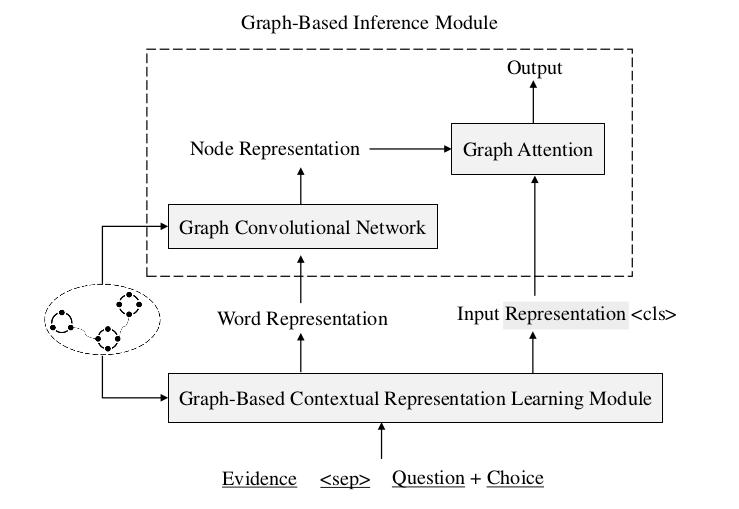 Graph-Based Inference Module
Output
Node Representation
Graph Attention
Graph Convolutional Network
Word Representation
Input Representation <cls>
Graph-Based Contextual Representation Learning Module
Evidence <sep> Question + Choice